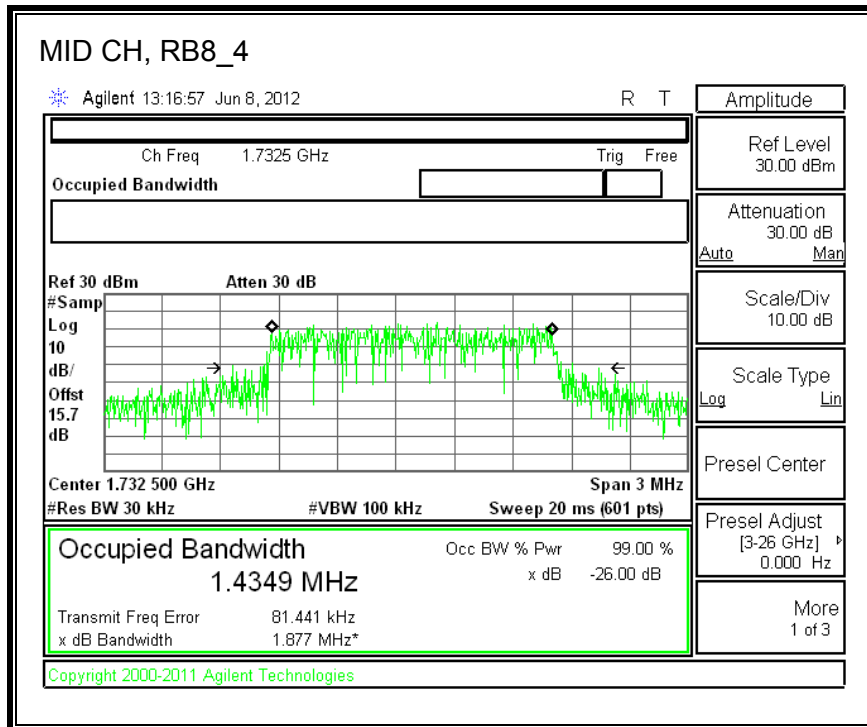 MID CH, RB8_4
Agilent 13:16:57 Jun 8, 2012 R T
Ch Freq 1.7325 GHz Trig Free
Occupied Bandwidth
Ref 30 dBm Atten 30 dB
#Samp
Log
10
dB/
Offst
15.7
dB
Center 1.732 500 GHz Span 3 MHz
#Res BW 30 kHz #VBW 100 kHz Sweep 20 ms (601 pts)
Occupied Bandwidth
1.4349 MHz
Occ BW % Pwr 99.00 %
x dB -26.00 dB
Transmit Freq Error 81.441 kHz
x dB Bandwidth 1.877 MHz*
Copyright 2000-2011 Agilent Technologies
Amplitude
Ref Level
30.00 dBm
Attenuation
30.00 dB
Auto Man
Scale/Div
10.00 dB
Scale Type
Log Lin
Presel Center
Presel Adjust
[3-26 GHz]
0.000 Hz
More
1 of 3